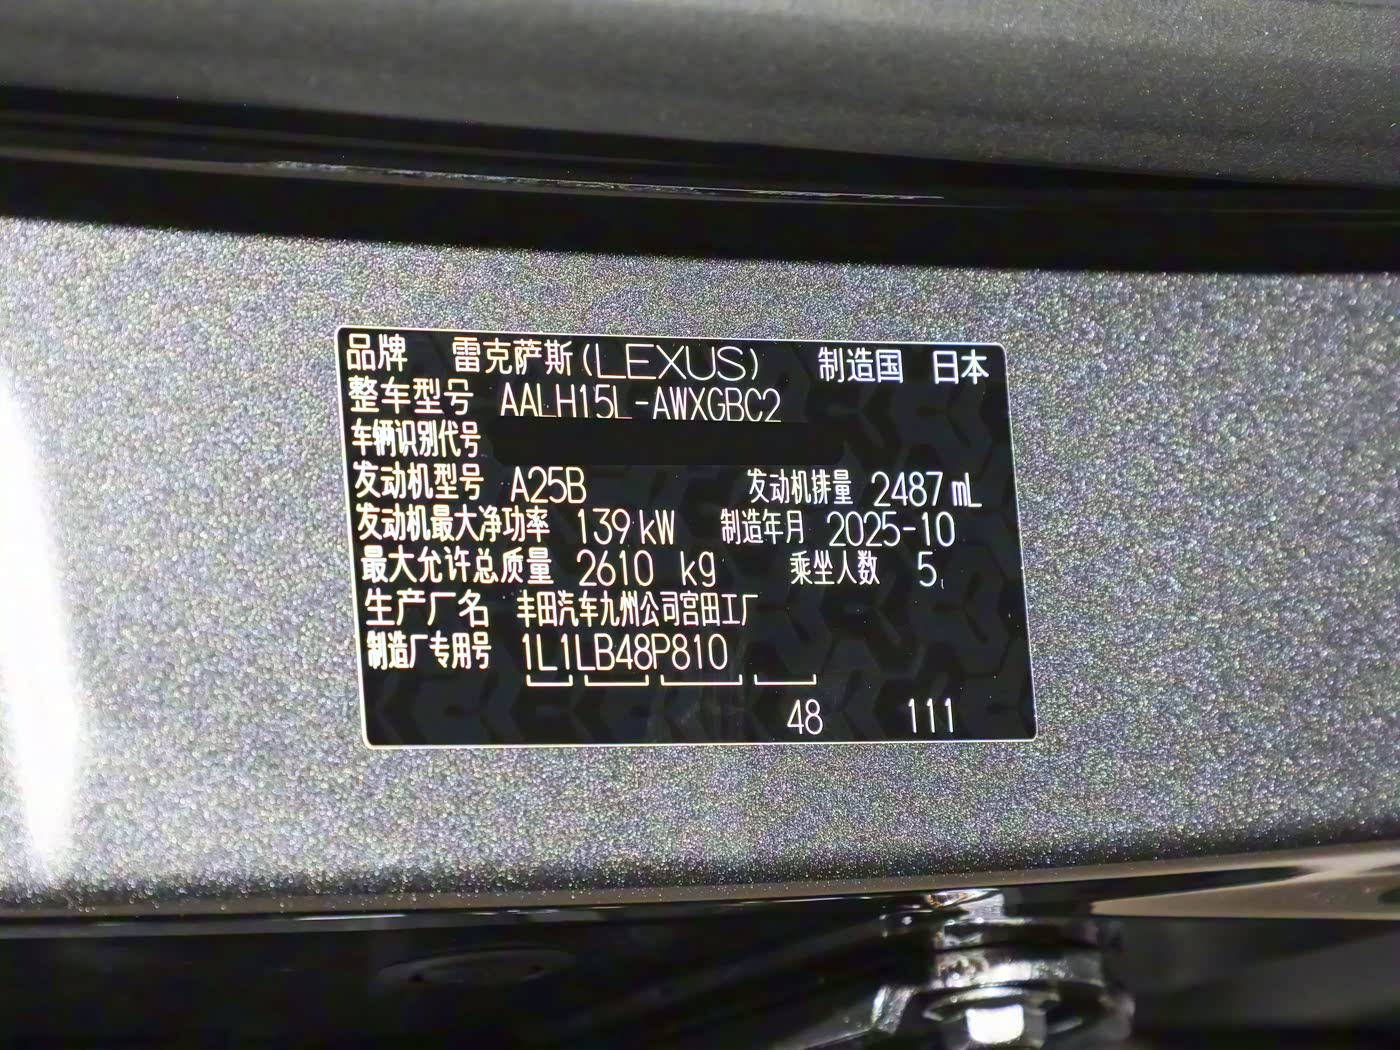 品牌 雷克萨斯(LEXUS) 制造国 日本
整车型号 AALH15L-AWXGBC2
车辆识别代号
发动机型号 A25B 发动机排量 2487 mL
发动机最大净功率 139 kW 制造年月 2025-10
最大允许总质量 2610 kg 乘坐人数 5
生产厂名 丰田汽车九州公司宫田工厂
制造厂专用号 1L1LB48P810
48 111